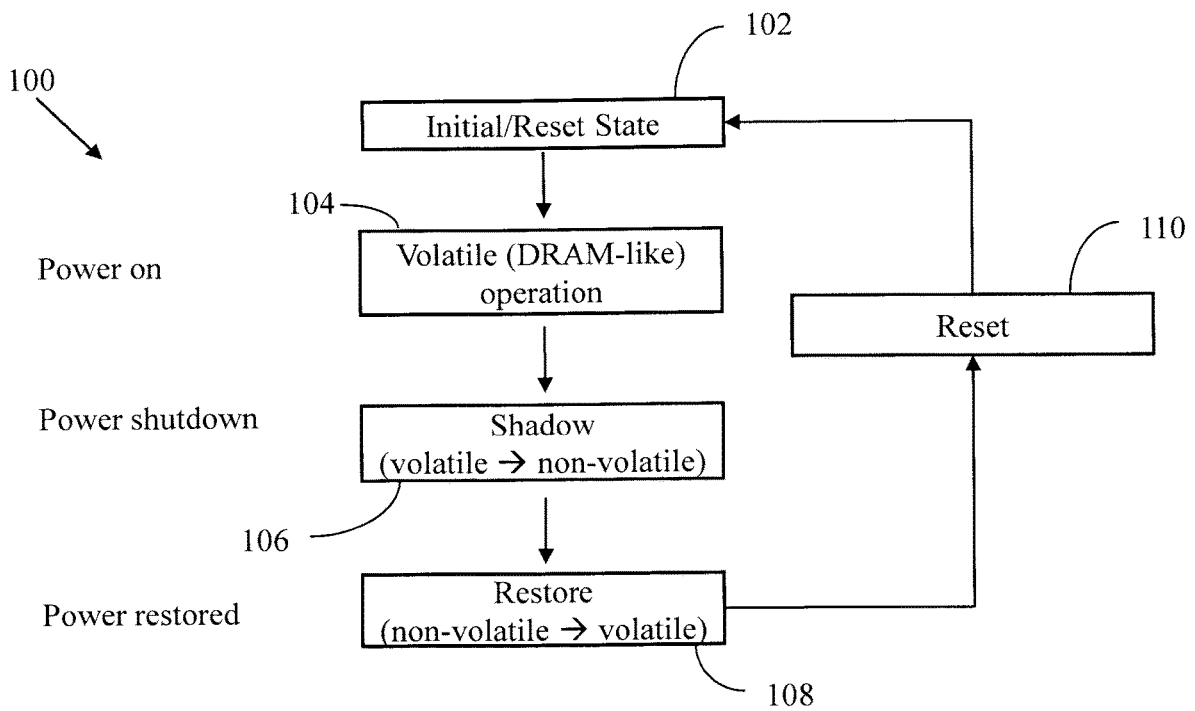 102
100
Initial/Reset State
104
110
Power on
Volatile (DRAM-like)
operation
Reset
Power shutdown
Shadow
(volatile → non-volatile)
106
Power restored
Restore
(non-volatile → volatile)
108